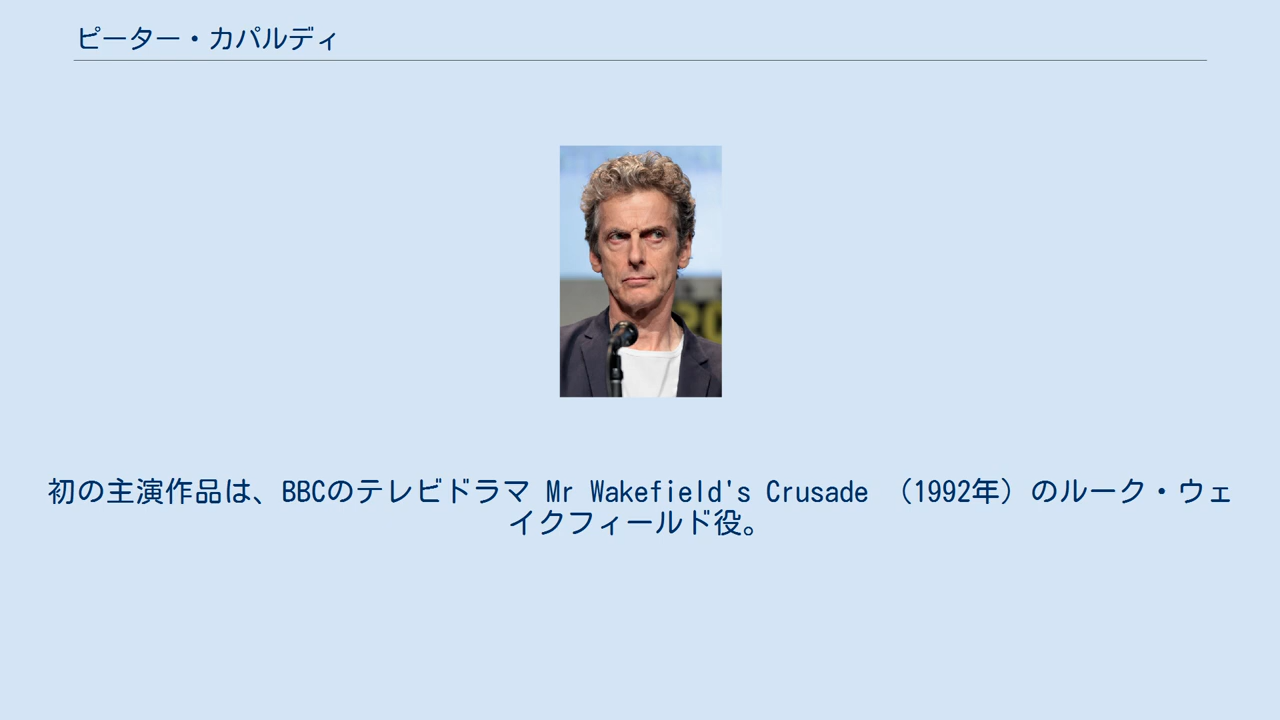 ピーター・カパルディ
初の主演作品は、BBCのテレビドラマ Mr Wakefield's Crusade （1992年）のルーク・ウェ
イクフィールド役。